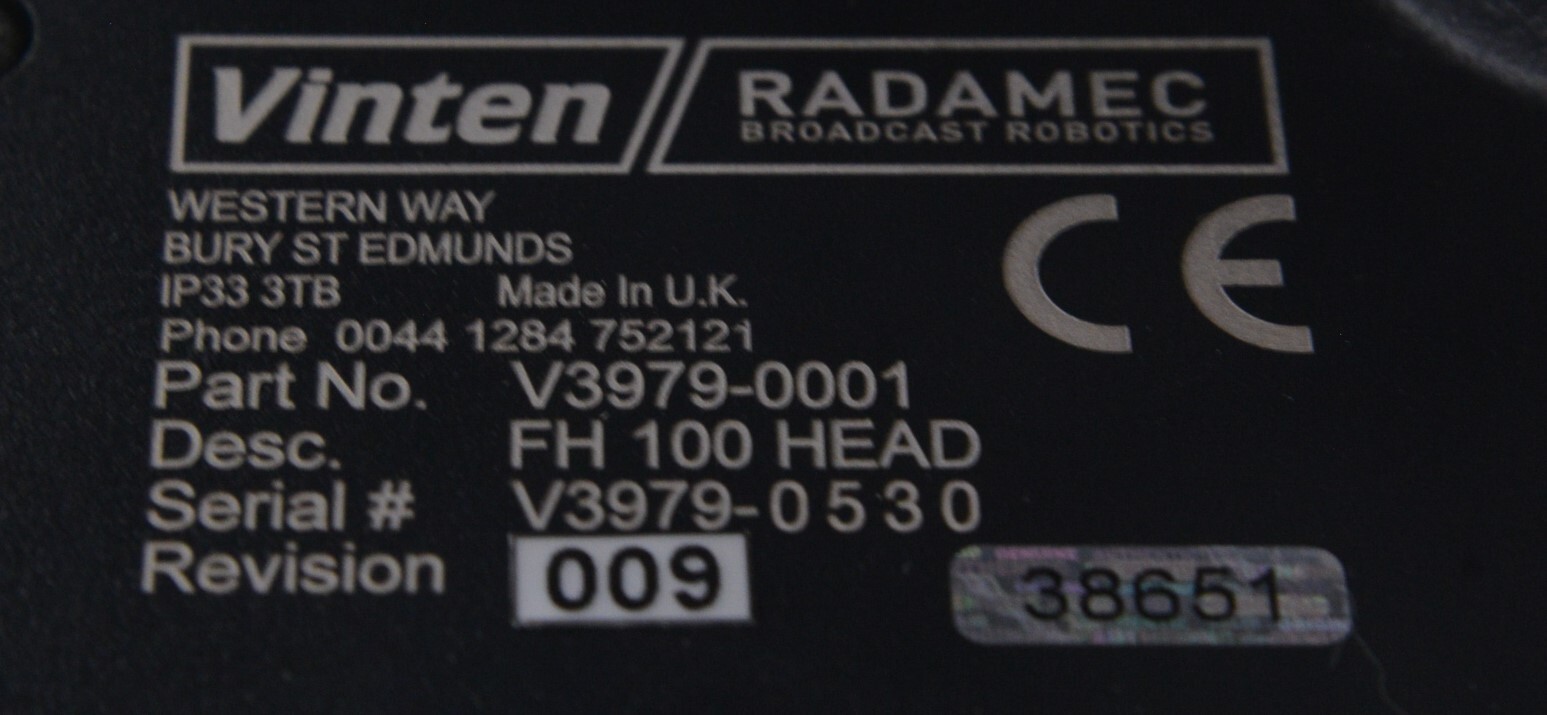 Vinten RADAMEC
BROADCAST ROBOTICS
WESTERN WAY
BURY ST EDMUNDS
IP33 3TB Made In U.K.
Phone 0044 1284 752121
CE
Part No. V3979-0001
Desc. FH 100 HEAD
Serial # V3979-0530
Revision 009
38651